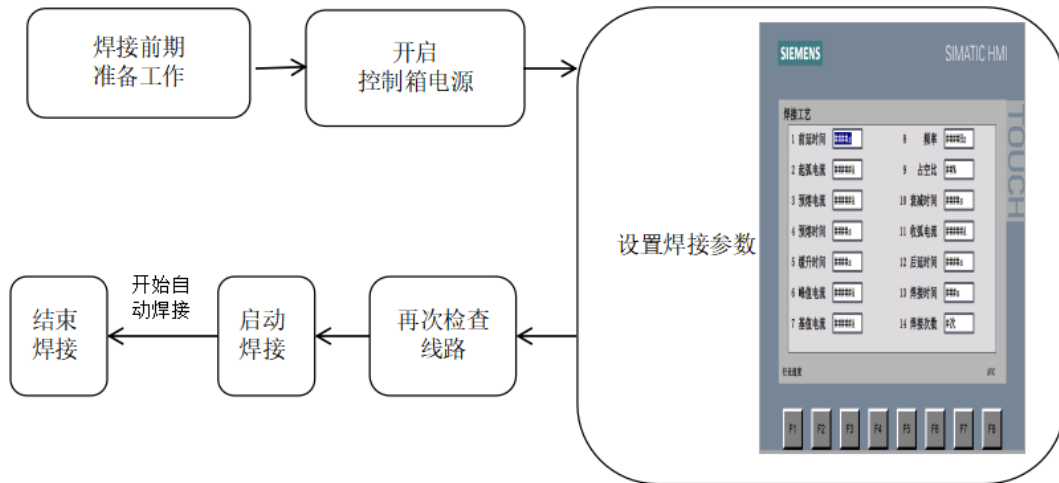 焊接前期
准备工作
开启
控制箱电源
设置焊接参数
SIEMENS
SIMATIC HMI
TOUCH
焊接工艺
1 前延时间 ####s
8 频率 ####Hz
2 起弧电流 #####A
9 占空比 ##%
3 预熔电流 #####A
10 衰减时间 ####s
4 预熔时间 ####s
11 收弧电流 #####A
5 缓升时间 ####s
12 后延时间 ####s
6 峰值电流 #####A
13 焊接时间 ###s
7 基值电流 #####A
14 焊接次数 #次
行走速度
F1 F2 F3 F4 F5 F6 F7 F8
再次检查
线路
启动
焊接
开始自
动焊接
结束
焊接